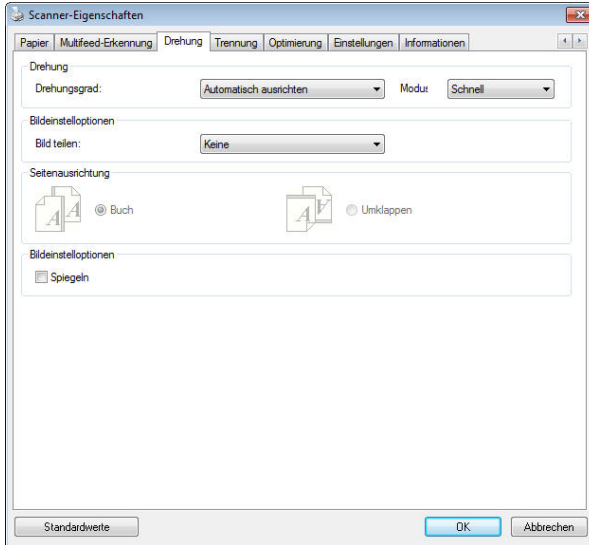 Scanner-Eigenschaften
Papier Multifeed-Erkennung Drehung Trennung Optimierung Einstellungen Informationen
Drehung
Drehungsgrad: Automatisch ausrichten Modu: Schnell
Bildeinstelloptionen
Bild teilen: Keine
Seitenausrichtung
A A Buch A A Umklappen
Bildeinstelloptionen
Spiegeln
Standardwerte OK Abbrechen